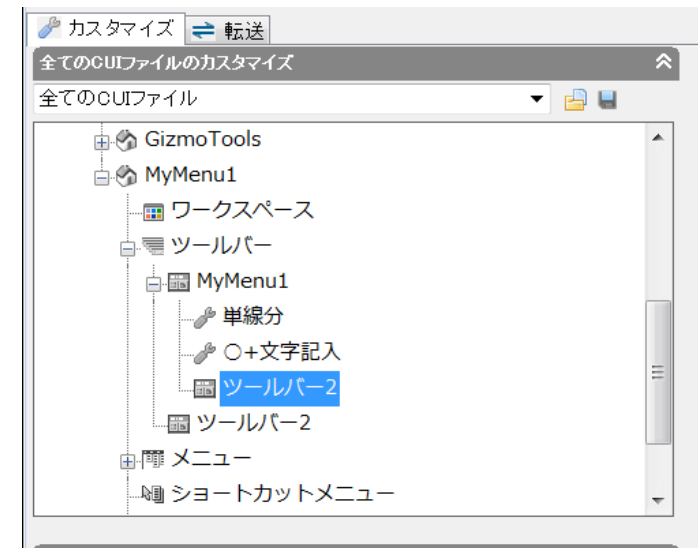 カスタマイズ 転送
全てのCUIファイルのカスタマイズ
全てのCUIファイル
GizmoTools
MyMenu1
ワークスペース
ツールバー
MyMenu1
単線分
○+文字記入
ツールバー2
ツールバー2
メニュー
ショートカットメニュー